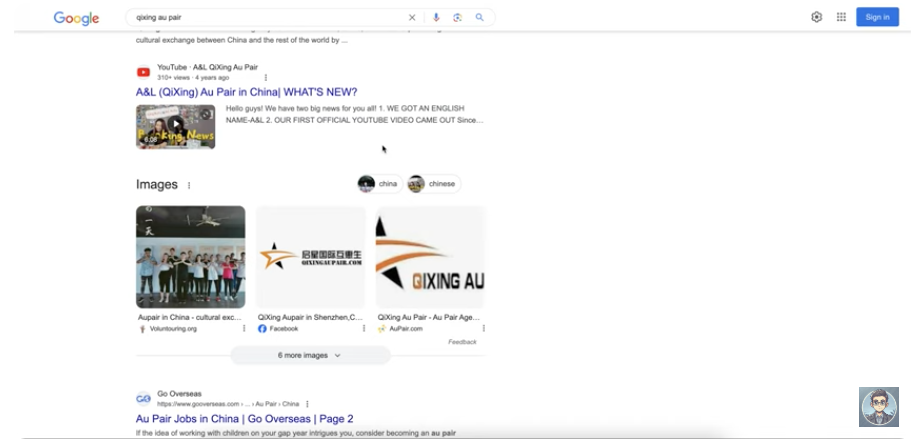 Google
qixing au pair
Sign in
cultural exchange between China and the rest of the world by ...
YouTube · A&L QiXing Au Pair
310+ views · 4 years ago
A&L (QiXing) Au Pair in China| WHAT'S NEW?
Hello guys! We have two big news for you all! 1. WE GOT AN ENGLISH
NAME-A&L 2. OUR FIRST OFFICIAL YOUTUBE VIDEO CAME OUT Since...
News
6:08
Images
china
chinese
一天
启星国际互惠生
QIXINGAUPAIR.COM
QIXING AU
Aupair in China - cultural exc...
QiXing Aupair in Shenzhen,C...
QiXing Au Pair - Au Pair Age...
Voluntouring.org
Facebook
AuPair.com
Feedback
6 more images
GO
Go Overseas
https://www.gooverseas.com › ... › Au Pair › China
Au Pair Jobs in China | Go Overseas | Page 2
If the idea of working with children on your gap year intrigues you, consider becoming an au pair